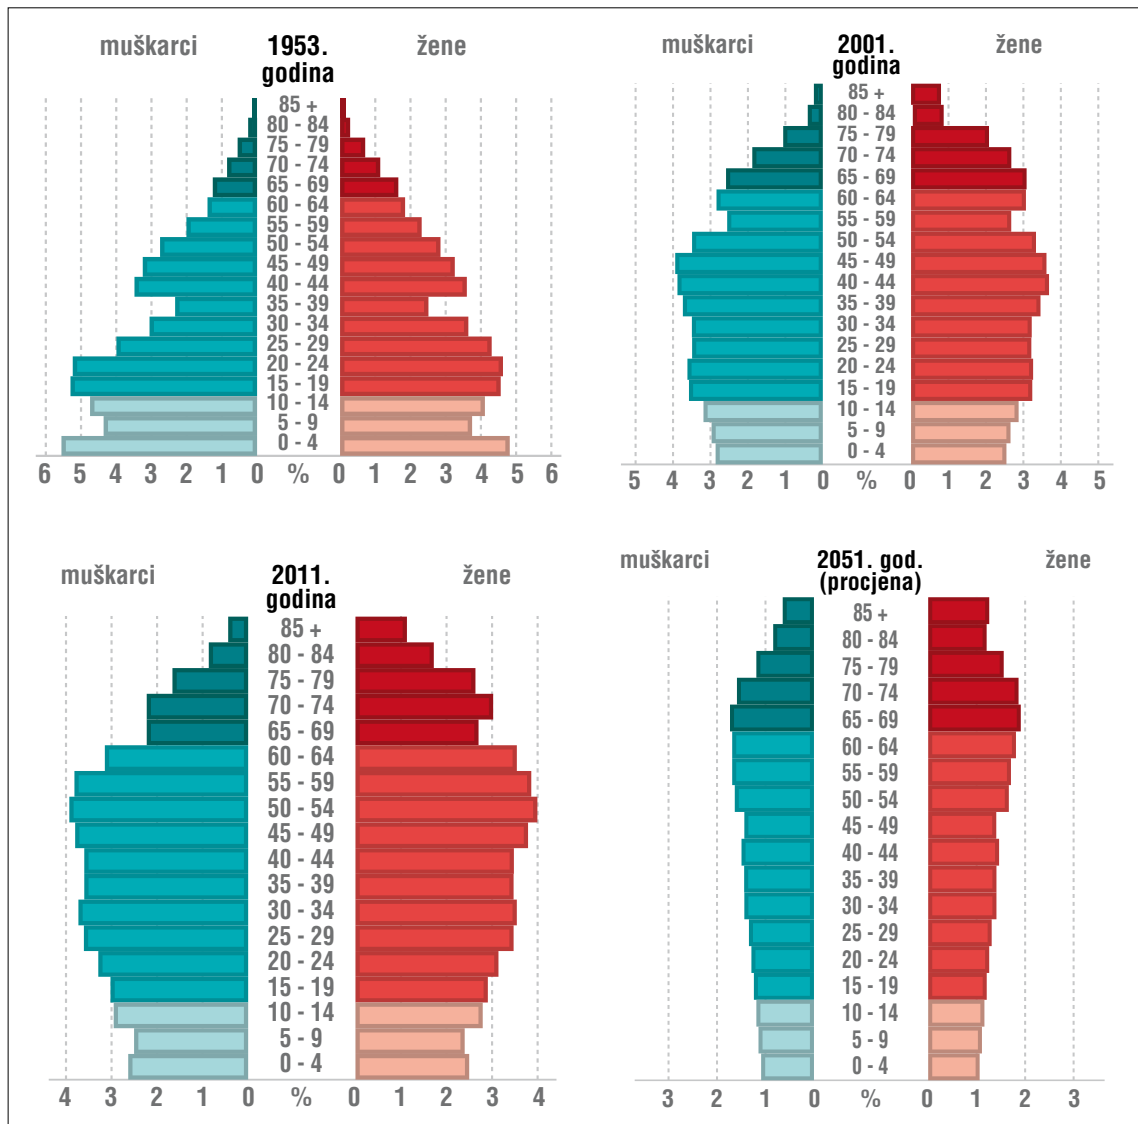 muškarci
1953.
godina
žene
85 +
80 - 84
75 - 79
70 - 74
65 - 69
60 - 64
55 - 59
50 - 54
45 - 49
40 - 44
35 - 39
30 - 34
25 - 29
20 - 24
15 - 19
10 - 14
5 - 9
0 - 4
6 5 4 3 2 1 0 % 0 1 2 3 4 5 6
muškarci
2001.
godina
žene
85 +
80 - 84
75 - 79
70 - 74
65 - 69
60 - 64
55 - 59
50 - 54
45 - 49
40 - 44
35 - 39
30 - 34
25 - 29
20 - 24
15 - 19
10 - 14
5 - 9
0 - 4
5 4 3 2 1 0 % 0 1 2 3 4 5
muškarci
2011.
godina
žene
85 +
80 - 84
75 - 79
70 - 74
65 - 69
60 - 64
55 - 59
50 - 54
45 - 49
40 - 44
35 - 39
30 - 34
25 - 29
20 - 24
15 - 19
10 - 14
5 - 9
0 - 4
4 3 2 1 0 % 0 1 2 3 4
muškarci
2051. god.
(procjena)
žene
85 +
80 - 84
75 - 79
70 - 74
65 - 69
60 - 64
55 - 59
50 - 54
45 - 49
40 - 44
35 - 39
30 - 34
25 - 29
20 - 24
15 - 19
10 - 14
5 - 9
0 - 4
3 2 1 0 % 0 1 2 3